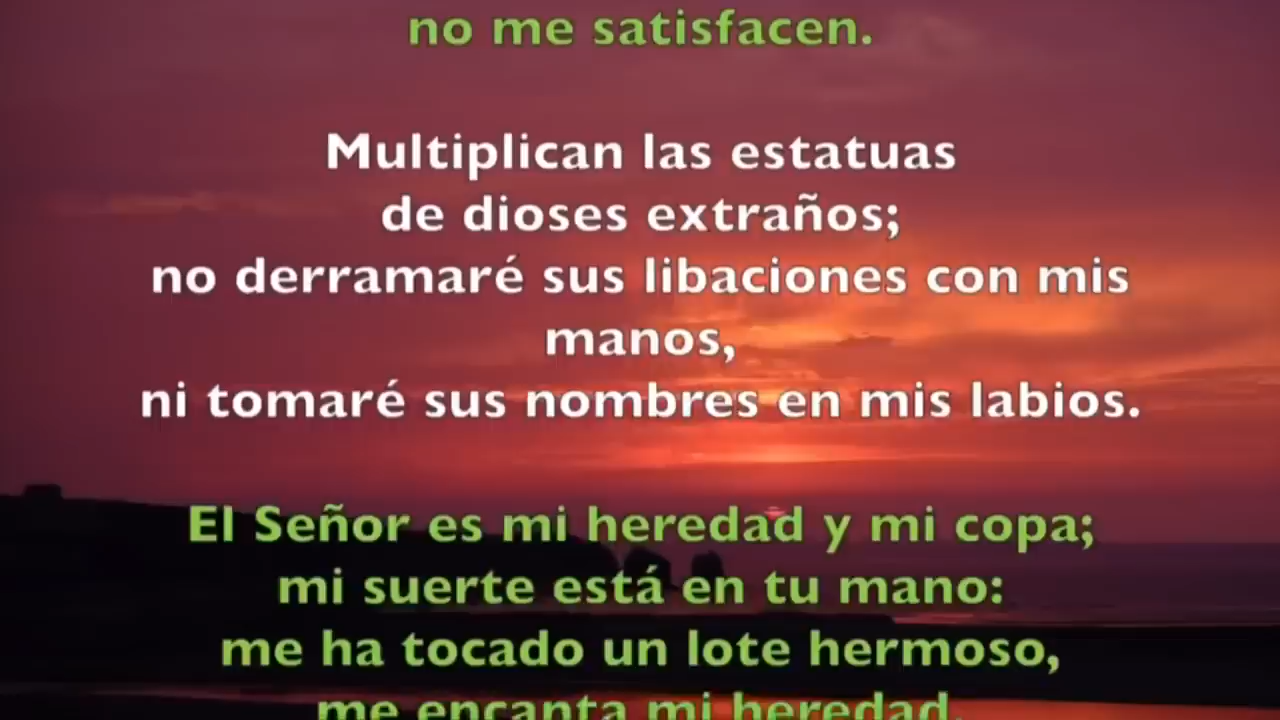 no me satisfacen.
Multiplican las estatuas
de dioses extraños;
no derramaré sus libaciones con mis
manos,
ni tomaré sus nombres en mis labios.
El Señor es mi heredad y mi copa;
mi suerte está en tu mano:
me ha tocado un lote hermoso,
me encanta mi heredad.